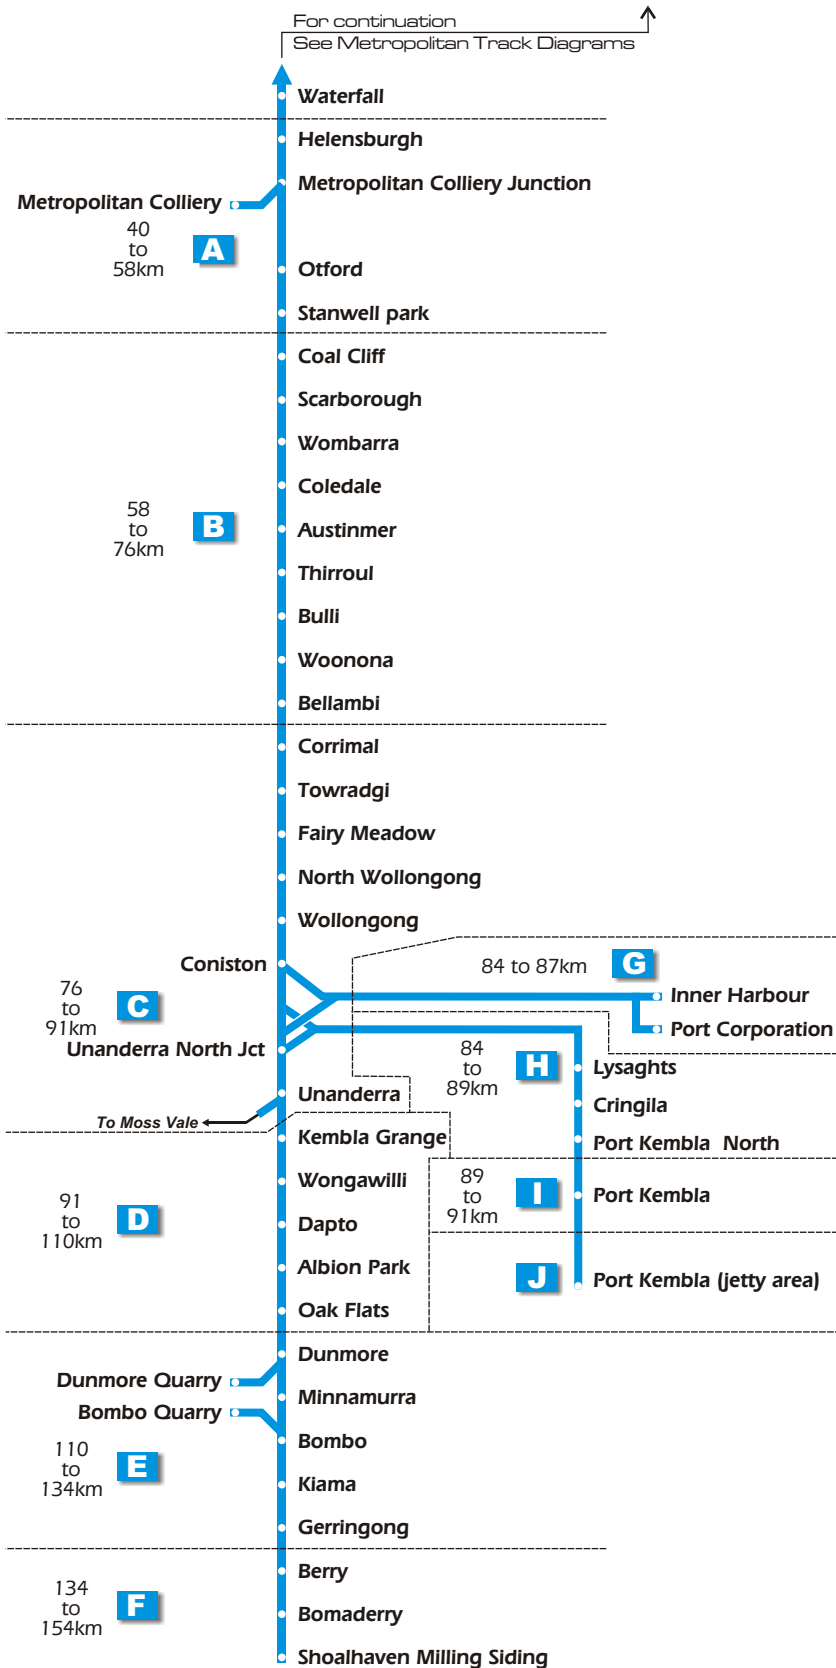 For continuation
See Metropolitan Track Diagrams
Waterfall
Helensburgh
Metropolitan Colliery Junction
Metropolitan Colliery
40
to
58km
A
Otford
Stanwell park
Coal Cliff
Scarborough
Wombarra
Coledale
58
to
76km
B
Austinmer
Thirroul
Bulli
Woonona
Bellambi
Corrimal
Towradgi
Fairy Meadow
North Wollongong
Wollongong
Coniston
84 to 87km
G
76
to
91km
C
Inner Harbour
Port Corporation
Unanderra North Jct
84
to
89km
H
Lysaghts
Unanderra
Cringila
To Moss Vale
Kembla Grange
Port Kembla North
Wongawilli
89
to
91km
I
Port Kembla
91
to
110km
D
Dapto
Albion Park
J
Port Kembla (jetty area)
Oak Flats
Dunmore
Dunmore Quarry
Minnamurra
Bombo Quarry
Bombo
110
to
134km
E
Kiama
Gerringong
Berry
134
to
154km
F
Bomaderry
Shoalhaven Milling Siding